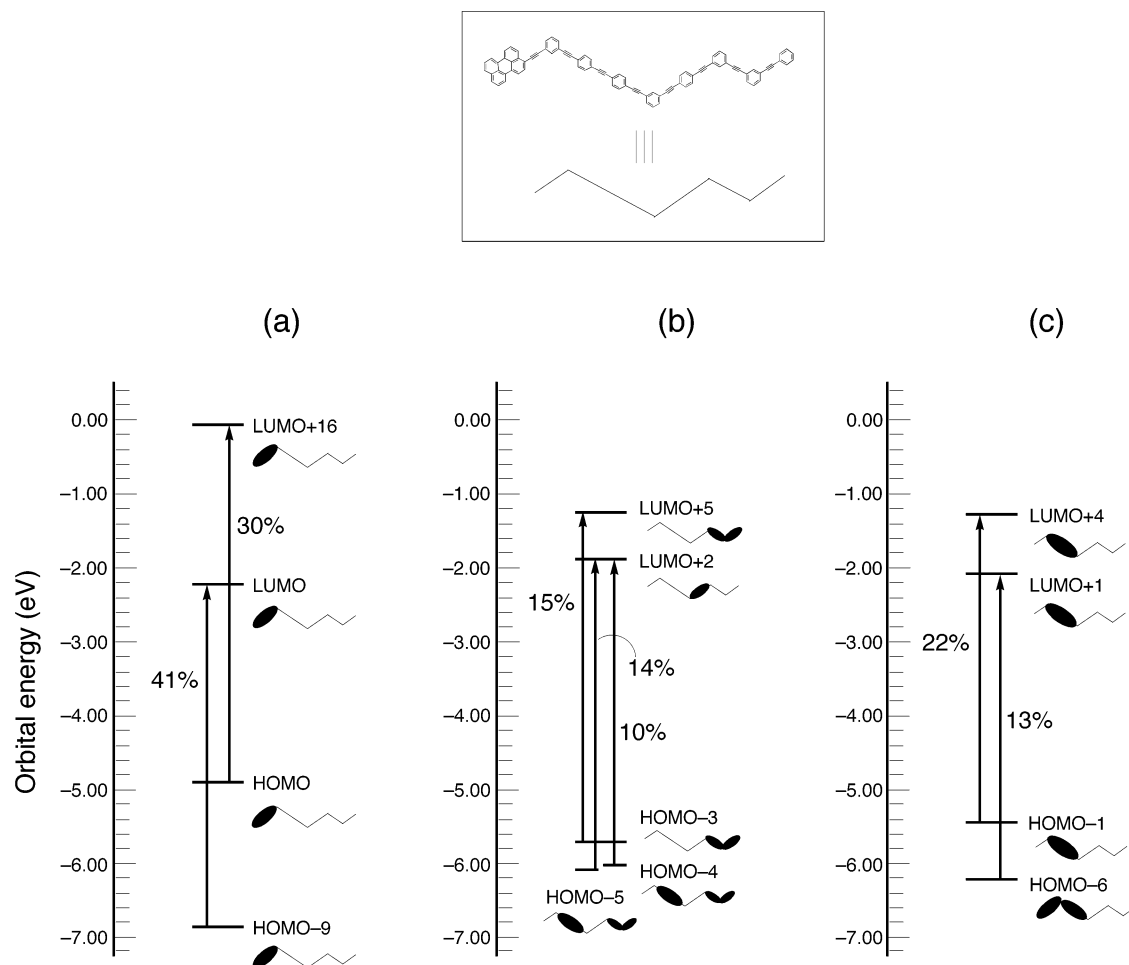 (a)
(b)
(c)
Orbital energy (eV)
0.00
–1.00
–2.00
–3.00
–4.00
–5.00
–6.00
–7.00
LUMO+16
30%
LUMO
41%
HOMO
HOMO–9
0.00
–1.00
–2.00
–3.00
–4.00
–5.00
–6.00
–7.00
LUMO+5
LUMO+2
15%
14%
10%
HOMO–3
HOMO–4
HOMO–5
0.00
–1.00
–2.00
–3.00
–4.00
–5.00
–6.00
–7.00
LUMO+4
LUMO+1
22%
13%
HOMO–1
HOMO–6